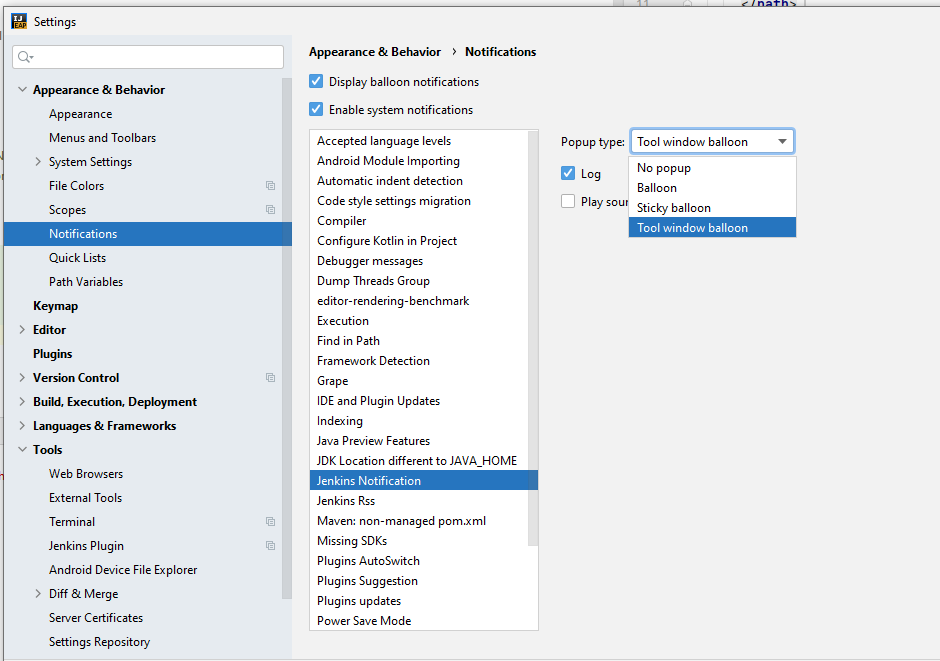 11
</path>
IJ
EAP
Settings
Appearance & Behavior
Appearance
Menus and Toolbars
System Settings
File Colors
Scopes
Notifications
Quick Lists
Path Variables
Keymap
Editor
Plugins
Version Control
Build, Execution, Deployment
Languages & Frameworks
Tools
Web Browsers
External Tools
Terminal
Jenkins Plugin
Android Device File Explorer
Diff & Merge
Server Certificates
Settings Repository
Appearance & Behavior › Notifications
Display balloon notifications
Enable system notifications
Accepted language levels
Android Module Importing
Automatic indent detection
Code style settings migration
Compiler
Configure Kotlin in Project
Debugger messages
Dump Threads Group
editor-rendering-benchmark
Execution
Find in Path
Framework Detection
Grape
IDE and Plugin Updates
Indexing
Java Preview Features
JDK Location different to JAVA_HOME
Jenkins Notification
Jenkins Rss
Maven: non-managed pom.xml
Missing SDKs
Plugins AutoSwitch
Plugins Suggestion
Plugins updates
Power Save Mode
Popup type: Tool window balloon
No popup
Balloon
Sticky balloon
Tool window balloon
Log
Play sour